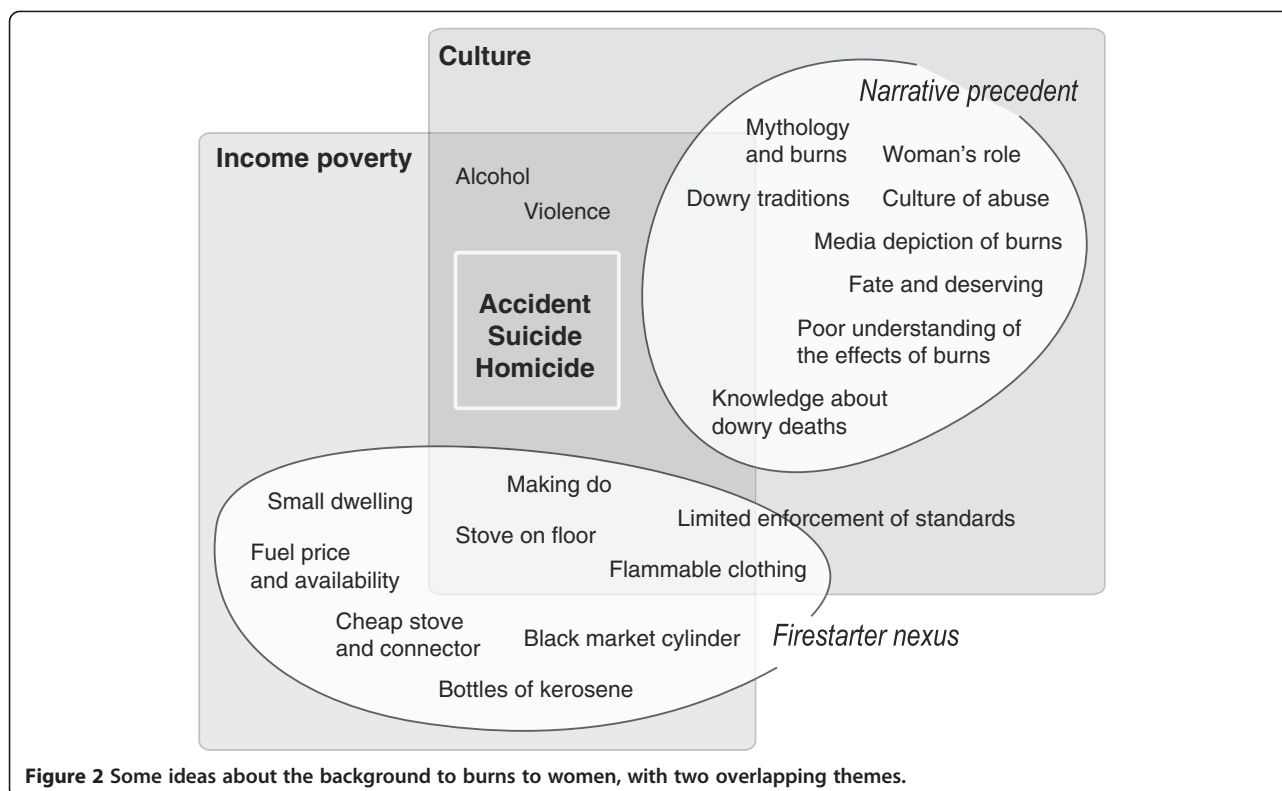 Culture
Narrative precedent
Mythology
and burns
Woman's role
Income poverty
Alcohol
Violence
Dowry traditions
Culture of abuse
Media depiction of burns
Fate and deserving
Accident
Suicide
Homicide
Poor understanding of
the effects of burns
Knowledge about
dowry deaths
Making do
Small dwelling
Limited enforcement of standards
Stove on floor
Fuel price
and availability
Flammable clothing
Cheap stove
and connector
Black market cylinder
Firestarter nexus
Bottles of kerosene
Figure 2 Some ideas about the background to burns to women, with two overlapping themes.